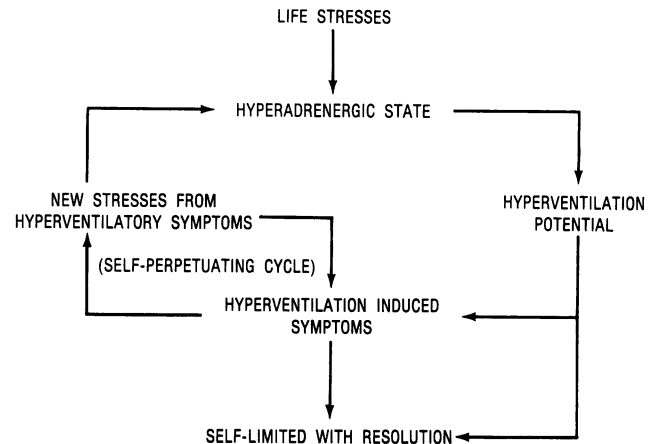 LIFE STRESSES
HYPERADRENERGIC STATE
NEW STRESSES FROM
HYPERVENTILATORY SYMPTOMS
HYPERVENTILATION
POTENTIAL
(SELF-PERPETUATING CYCLE)
HYPERVENTILATION INDUCED
SYMPTOMS
SELF-LIMITED WITH RESOLUTION